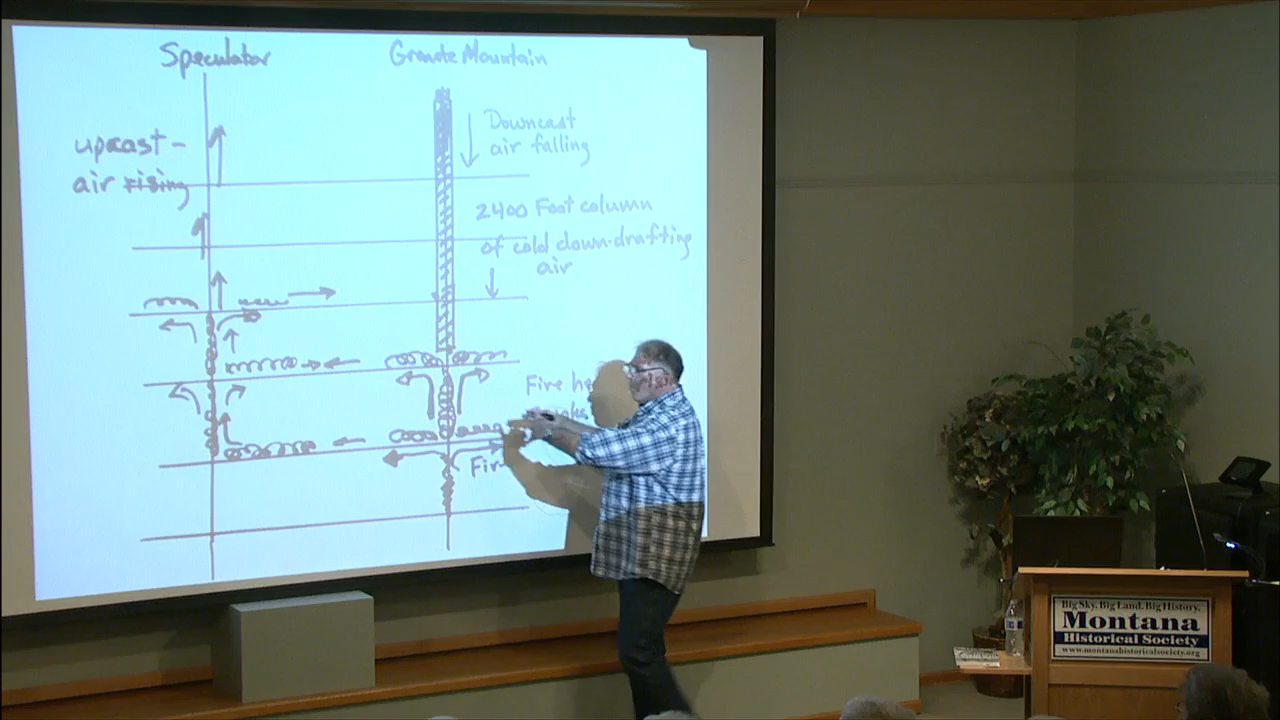 Speculator
Granite Mountain
upcast -
air rising
Downcast
air falling
2400 Foot column
of cold down-drafting
air
Fire
Big Sky. Big Land. Big History.
Montana
Historical Society
www.montanahistoricalsociety.org